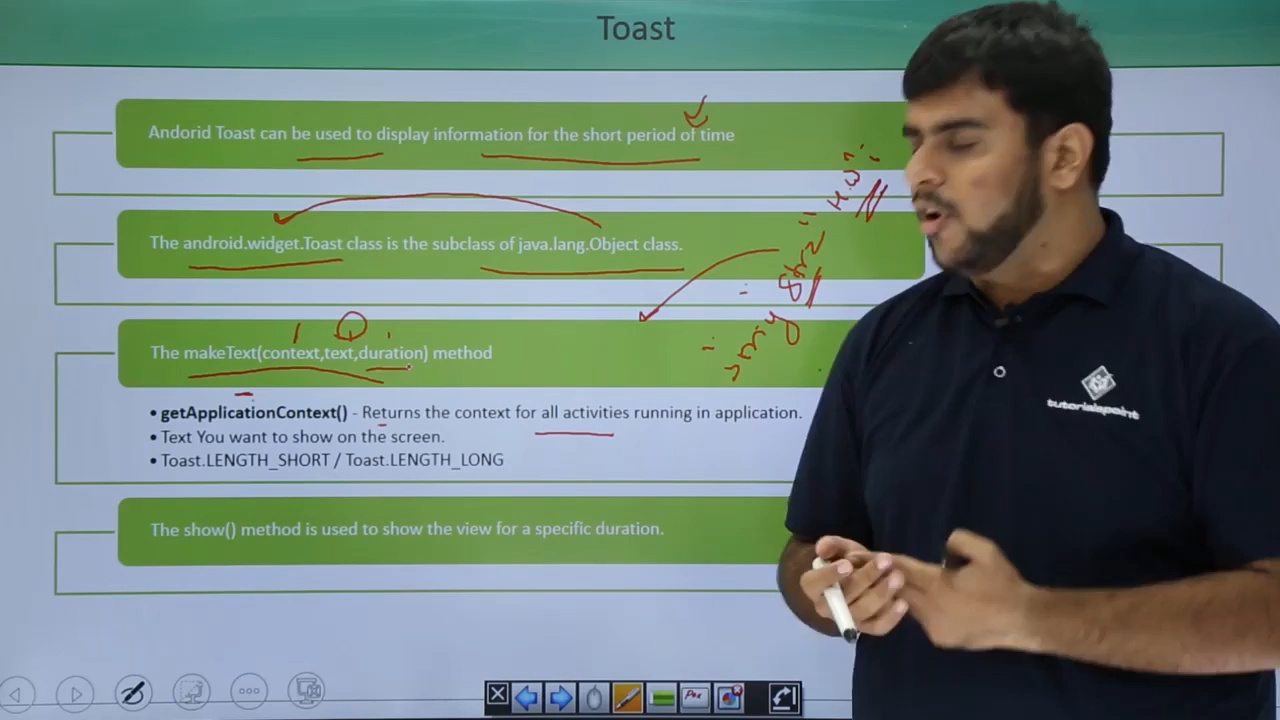 Toast
Andorid Toast can be used to display information for the short period of time
The android.widget.Toast class is the subclass of java.lang.Object class.
The makeText(context,text,duration) method
• getApplicationContext() - Returns the context for all activities running in application.
• Text You want to show on the screen.
• Toast.LENGTH_SHORT / Toast.LENGTH_LONG
The show() method is used to show the view for a specific duration.
tutorialspoint
Pex